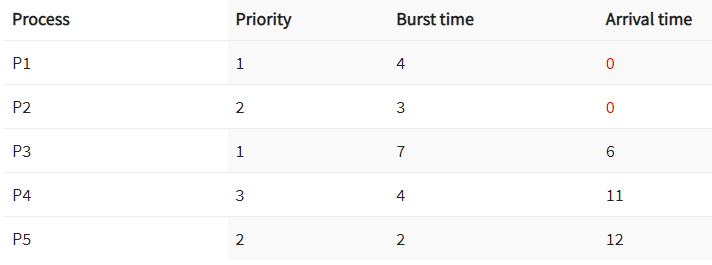 Process Priority Burst time Arrival time
P1 1 4 0
P2 2 3 0
P3 1 7 6
P4 3 4 11
P5 2 2 12